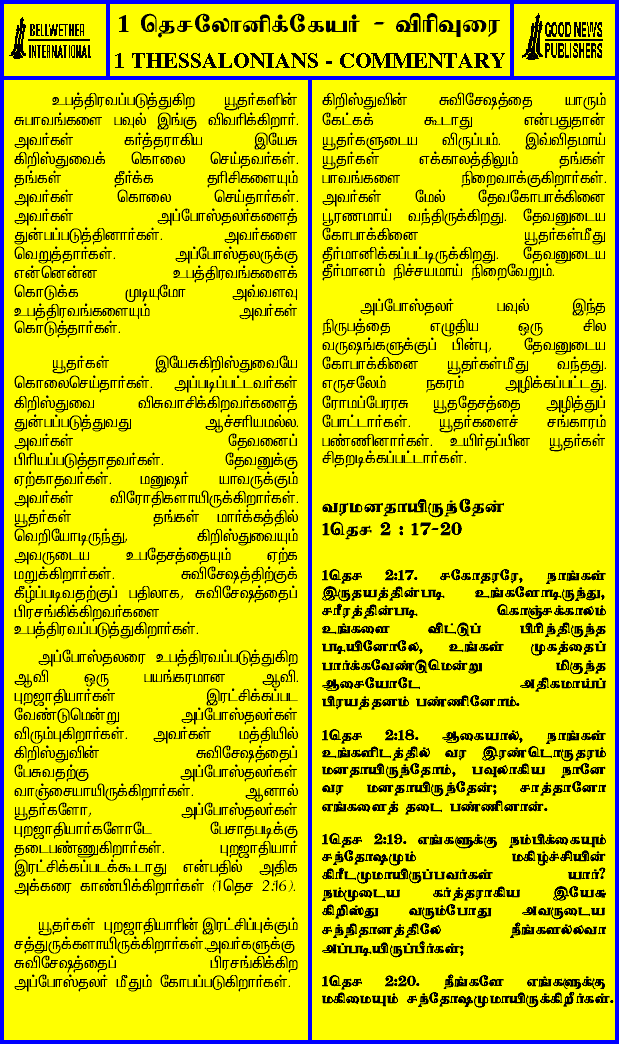 BELLWETHER
INTERNATIONAL
1 தெசலோனிக்கேயர் - விரிவுரை
1 THESSALONIANS - COMMENTARY
GOOD NEWS
PUBLISHERS
உபத்திரவப்படுத்துகிற யூதர்களின்
சுபாவங்களை பவுல் இங்கு விவரிக்கிறார்.
அவர்கள் கர்த்தராகிய இயேசு
கிறிஸ்துவைக் கொலை செய்தவர்கள்.
தங்கள் தீர்க்க தரிசிகளையும்
அவர்கள் கொலை செய்தார்கள்.
அவர்கள் அப்போஸ்தலர்களைத்
துன்பப்படுத்தினார்கள். அவர்களை
வெறுத்தார்கள். அப்போஸ்தலருக்கு
என்னென்ன உபத்திரவங்களைக்
கொடுக்க முடியுமோ அவ்வளவு
உபத்திரவங்களையும் அவர்கள்
கொடுத்தார்கள்.
யூதர்கள் இயேசுகிறிஸ்துவையே
கொலைசெய்தார்கள். அப்படிப்பட்டவர்கள்
கிறிஸ்துவை விசுவாசிக்கிறவர்களைத்
துன்பப்படுத்துவது ஆச்சரியமல்ல.
அவர்கள் தேவனைப்
பிரியப்படுத்தாதவர்கள். தேவனுக்கு
ஏற்காதவர்கள். மனுஷர் யாவருக்கும்
அவர்கள் விரோதிகளாயிருக்கிறார்கள்.
யூதர்கள் தங்கள் மார்க்கத்தில்
வெறியோடிருந்து, கிறிஸ்துவையும்
அவருடைய உபதேசத்தையும் ஏற்க
மறுக்கிறார்கள். சுவிசேஷத்திற்குக்
கீழ்ப்படிவதற்குப் பதிலாக, சுவிசேஷத்தைப்
பிரசங்கிக்கிறவர்களை
உபத்திரவப்படுத்துகிறார்கள்.
அப்போஸ்தலரை உபத்திரவப்படுத்துகிற
ஆவி ஒரு பயங்கரமான ஆவி.
புறஜாதியார்கள் இரட்சிக்கப்பட
வேண்டுமென்று அப்போஸ்தலர்கள்
விரும்புகிறார்கள். அவர்கள் மத்தியில்
கிறிஸ்துவின் சுவிசேஷத்தைப்
பேசுவதற்கு அப்போஸ்தலர்கள்
வாஞ்சையாயிருக்கிறார்கள். ஆனால்
யூதர்களோ, அப்போஸ்தலர்கள்
புறஜாதியார்களோடே பேசாதபடிக்கு
தடைபண்ணுகிறார்கள். புறஜாதியார்
இரட்சிக்கப்படக்கூடாது என்பதில் அதிக
அக்கரை காண்பிக்கிறார்கள் (1தெச 2:16).
யூதர்கள் புறஜாதியாரின் இரட்சிப்புக்கும்
சத்துருக்களாயிருக்கிறார்கள்.அவர்களுக்கு
சுவிசேஷத்தைப் பிரசங்கிக்கிற
அப்போஸ்தலர் மீதும் கோபப்படுகிறார்கள்.
கிறிஸ்துவின் சுவிசேஷத்தை யாரும்
கேட்கக் கூடாது என்பதுதான்
யூதர்களுடைய விருப்பம். இவ்விதமாய்
யூதர்கள் எக்காலத்திலும் தங்கள்
பாவங்களை நிறைவாக்குகிறார்கள்.
அவர்கள் மேல் தேவகோபாக்கினை
பூரணமாய் வந்திருக்கிறது. தேவனுடைய
கோபாக்கினை யூதர்கள்மீது
தீர்மானிக்கப்பட்டிருக்கிறது. தேவனுடைய
தீர்மானம் நிச்சயமாய் நிறைவேறும்.
அப்போஸ்தலர் பவுல் இந்த
நிருபத்தை எழுதிய ஒரு சில
வருஷங்களுக்குப் பின்பு, தேவனுடைய
கோபாக்கினை யூதர்கள்மீது வந்தது.
எருசலேம் நகரம் அழிக்கப்பட்டது.
ரோமப்பேரரசு யூததேசத்தை அழித்துப்
போட்டார்கள். யூதர்களைச் சங்காரம்
பண்ணினார்கள். உயிர்தப்பின யூதர்கள்
சிதறடிக்கப்பட்டார்கள்.
வரமனதாயிருந்தேன்
1தெச 2 : 17-20
1தெச 2:17. சகோதரரே, நாங்கள்
இருதயத்தின்படி உங்களோடிருந்து,
சரீரத்தின்படி கொஞ்சக்காலம்
உங்களை விட்டுப் பிரிந்திருந்த
படியினாலே, உங்கள் முகத்தைப்
பார்க்கவேண்டுமென்று மிகுந்த
ஆசையோடே அதிகமாய்ப்
பிரயத்தனம் பண்ணினோம்.
1தெச 2:18. ஆகையால், நாங்கள்
உங்களிடத்தில் வர இரண்டொருதரம்
மனதாயிருந்தோம், பவுலாகிய நானே
வர மனதாயிருந்தேன்; சாத்தானோ
எங்களைத் தடை பண்ணினான்.
1தெச 2:19. எங்களுக்கு நம்பிக்கையும்
சந்தோஷமும் மகிழ்ச்சியின்
கிரீடமுமாயிருப்பவர்கள் யார்?
நம்முடைய கர்த்தராகிய இயேசு
கிறிஸ்து வரும்போது அவருடைய
சந்நிதானத்திலே நீங்களல்லவா
அப்படியிருப்பீர்கள்;
1தெச 2:20. நீங்களே எங்களுக்கு
மகிமையும் சந்தோஷமுமாயிருக்கிறீர்கள்.